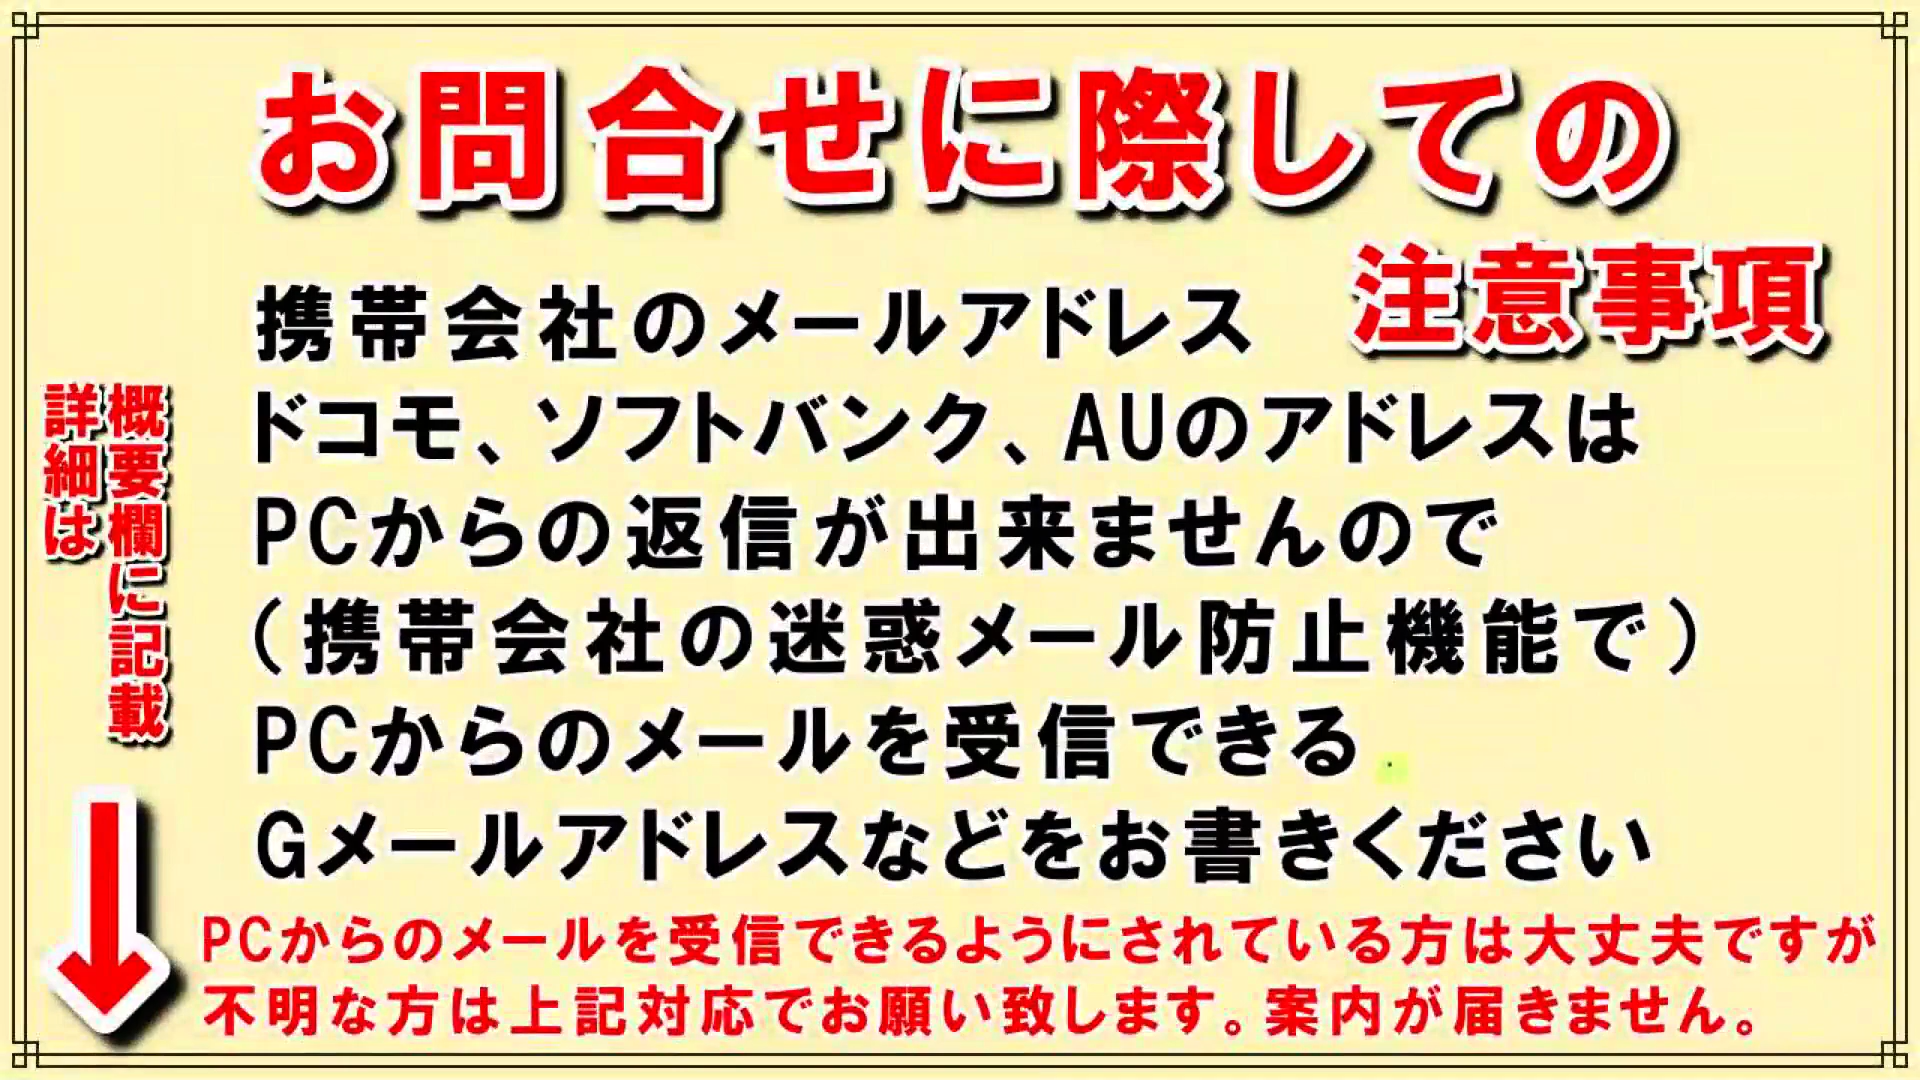 お問合せに際しての
注意事項
携帯会社のメールアドレス
ドコモ、ソフトバンク、AUのアドレスは
PCからの返信が出来ませんので
（携帯会社の迷惑メール防止機能で）
PCからのメールを受信できる
Gメールアドレスなどをお書きください
詳細は
概要欄に記載
PCからのメールを受信できるようにされている方は大丈夫ですが
不明な方は上記対応でお願い致します。案内が届きません。